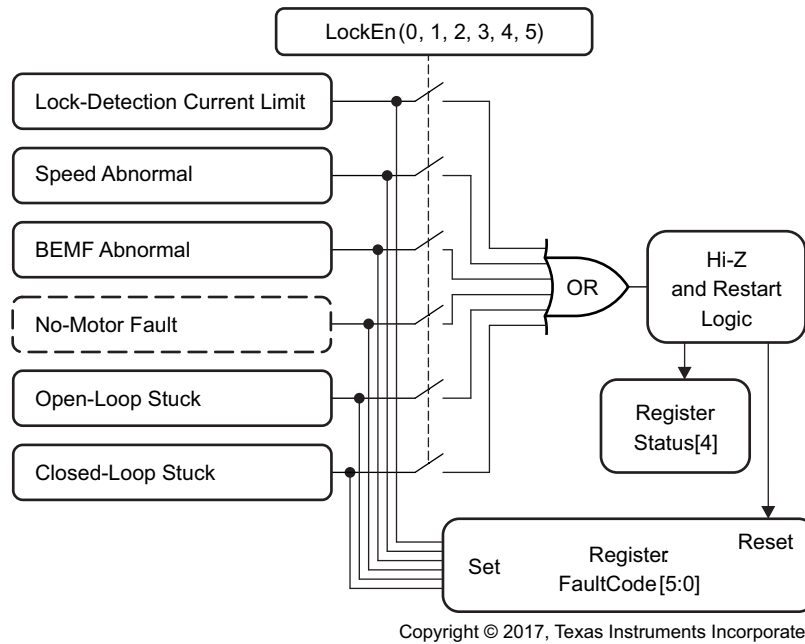 LockEn(0, 1, 2, 3, 4, 5)
Lock-Detection Current Limit
Speed Abnormal
BEMF Abnormal
No-Motor Fault
Open-Loop Stuck
Closed-Loop Stuck
OR
Hi-Z
and Restart
Logic
Register
Status[4]
Reset
Set
Register
FaultCode[5:0]
Copyright © 2017, Texas Instruments Incorporate